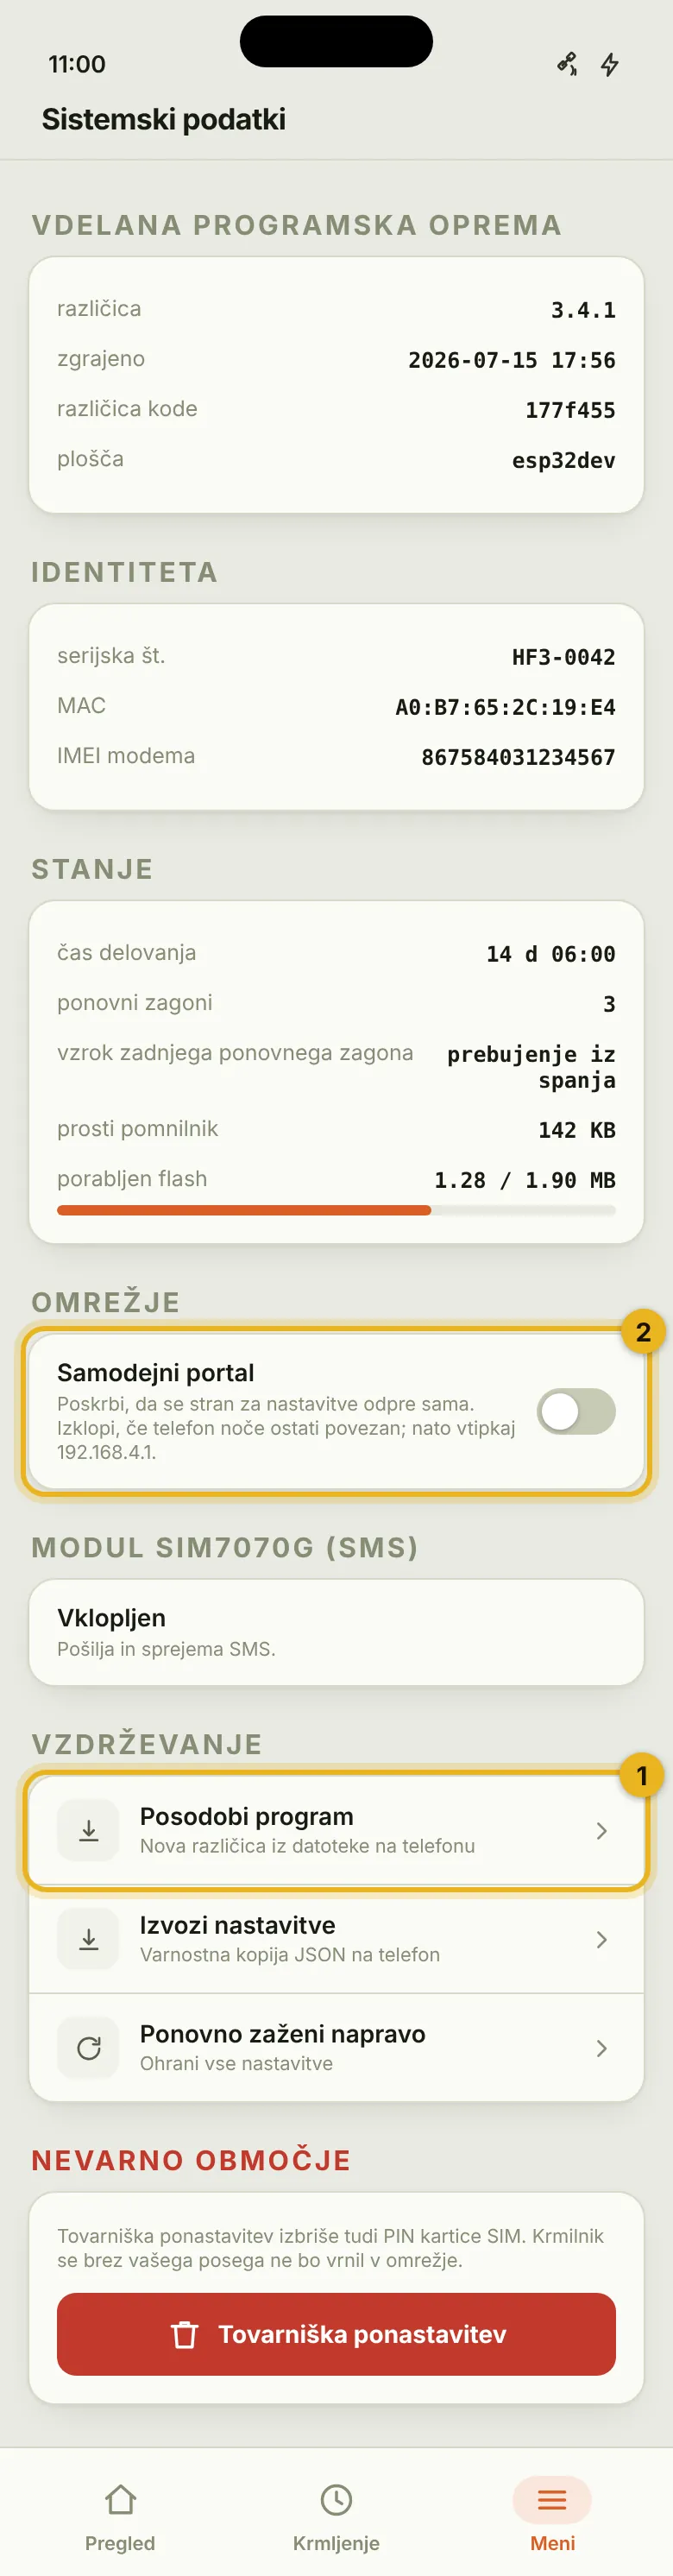 11:00
Sistemski podatki
VDELANA PROGRAMSKA OPREMA
različica 3.4.1
zgrajeno 2026-07-15 17:56
različica kode 177f455
plošča esp32dev
IDENTITETA
serijska št. HF3-0042
MAC A0:B7:65:2C:19:E4
IMEI modema 867584031234567
STANJE
čas delovanja 14 d 06:00
ponovni zagoni 3
vzrok zadnjega ponovnega zagona prebujenje iz
spanja
prosti pomnilnik 142 KB
porabljen flash 1.28 / 1.90 MB
OMREŽJE
2
Samodejni portal
Poskrbi, da se stran za nastavitve odpre sama.
Izklopi, če telefon noče ostati povezan; nato vtipkaj
192.168.4.1.
MODUL SIM7070G (SMS)
Vklopljen
Pošilja in sprejema SMS.
VZDRŽEVANJE
1
Posodobi program
Nova različica iz datoteke na telefonu
Izvozi nastavitve
Varnostna kopija JSON na telefon
Ponovno zaženi napravo
Ohrani vse nastavitve
NEVARNO OBMOČJE
Tovarniška ponastavitev izbriše tudi PIN kartice SIM. Krmilnik
se brez vašega posega ne bo vrnil v omrežje.
Tovarniška ponastavitev
Pregled Krmljenje Meni